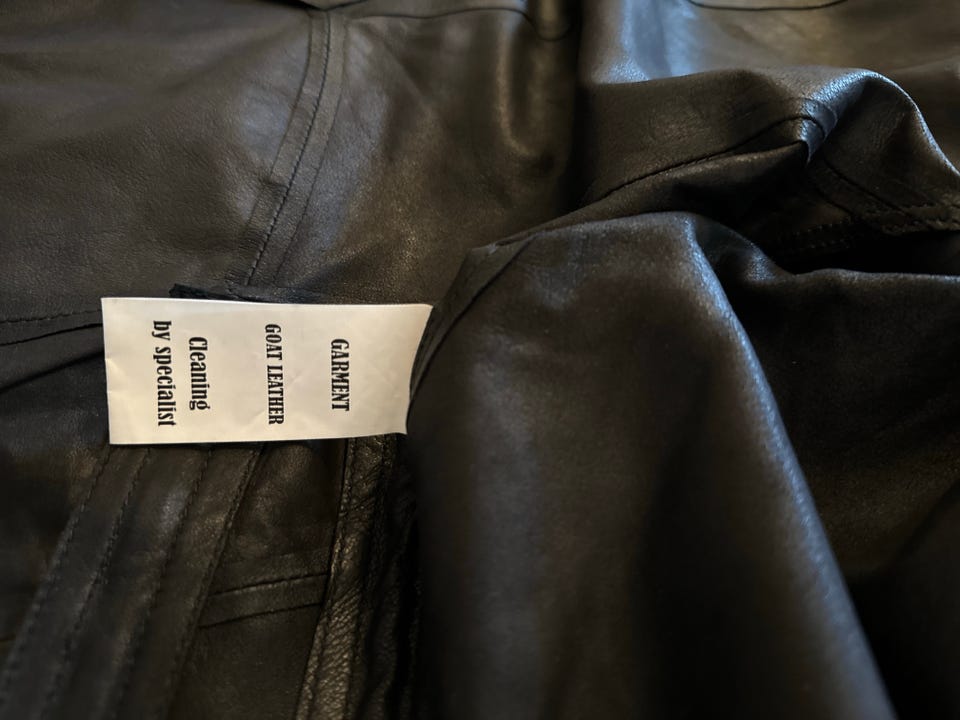 GARMENT
GOAT LEATHER
Cleaning
by specialist